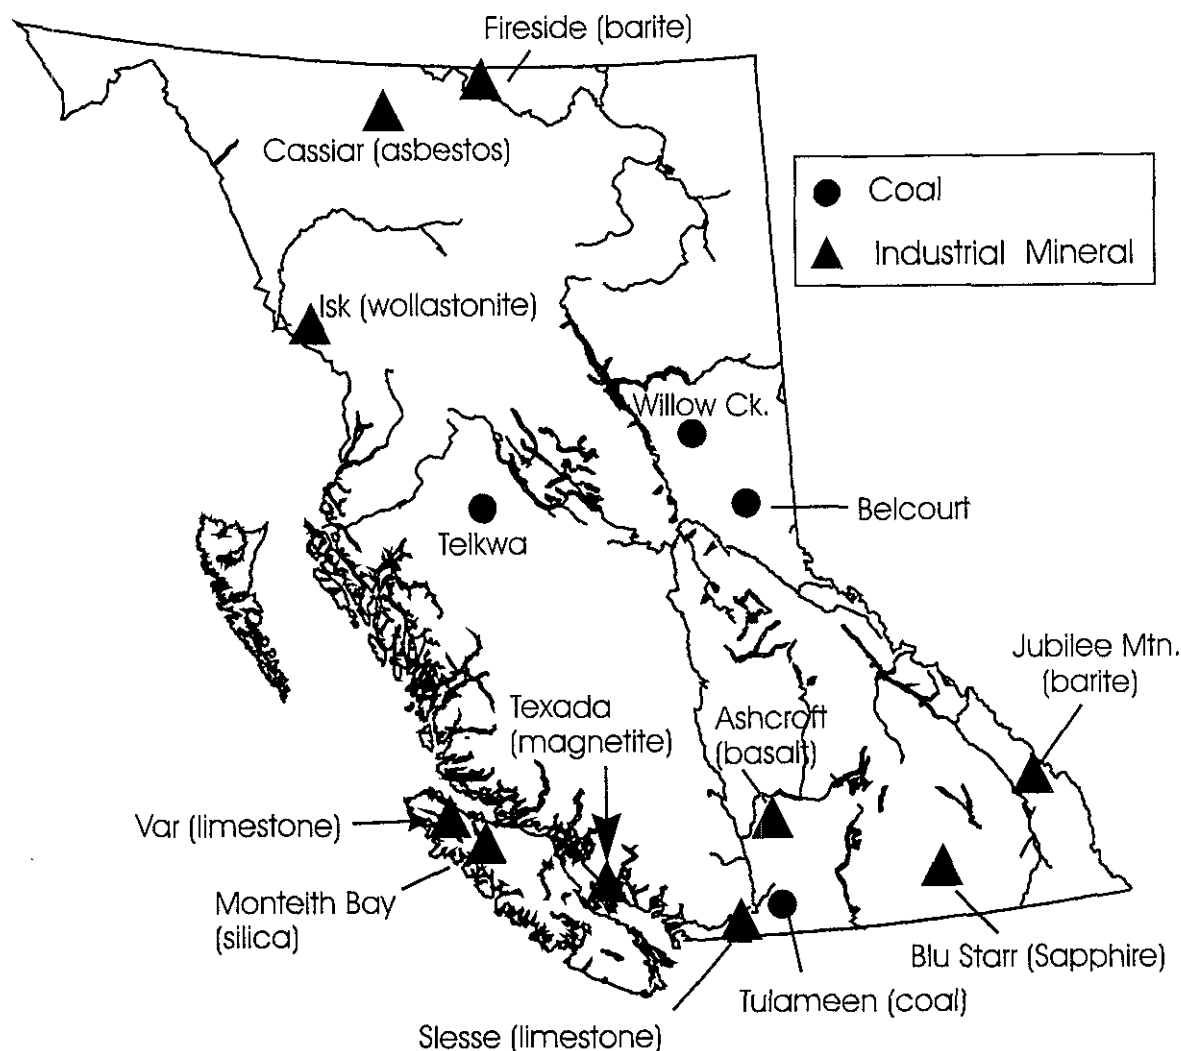 Fireside (barite)
Cassiar (asbestos)
Coal
Industrial Mineral
Isk (wollastonite)
Willow Ck.
Belcourt
Telkwa
Jubilee Mtn.
(barite)
Texada
(magnetite)
Ashcroft
(basalt)
Var (limestone)
Monteith Bay
(silica)
Blu Starr (Sapphire)
Tulameen (coal)
Slesse (limestone)